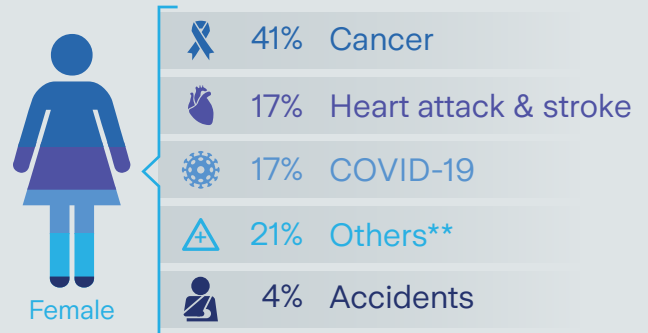 41% Cancer
17% Heart attack & stroke
17% COVID-19
21% Others**
4% Accidents
Female